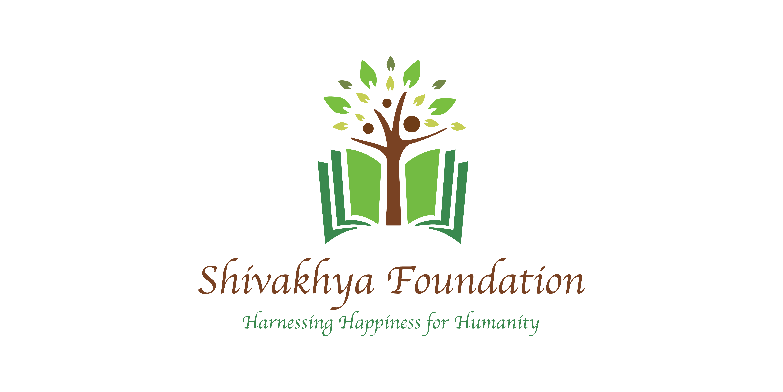 Shivakhya Foundation
Harnessing Happiness for Humanity